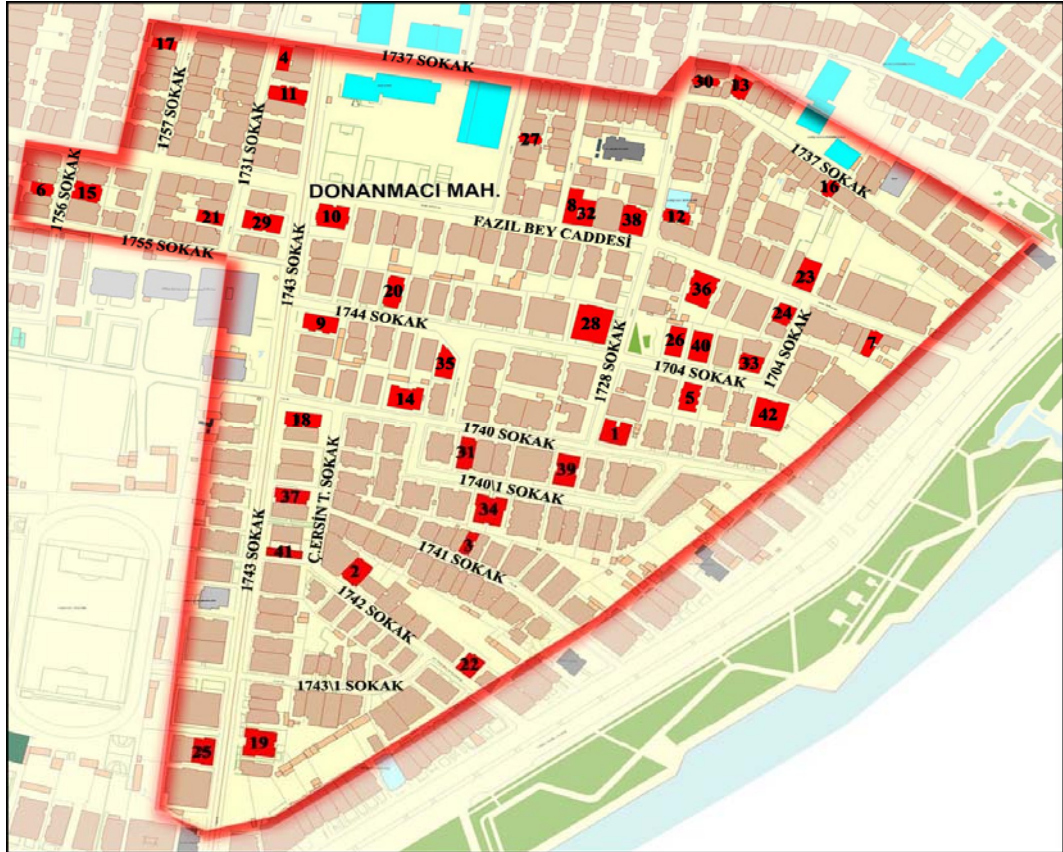 17
4
1737 SOKAK
30
13
1757 SOKAK
11
1731 SOKAK
27
1737 SOKAK
6
1756 SOKAK
15
DONANMACI MAH.
16
21
29
10
8
32
38
12
FAZIL BEY CADDESİ
1755 SOKAK
1743 SOKAK
23
20
36
1744 SOKAK
9
28
24
26
40
7
1728 SOKAK
35
33
1704 SOKAK
1704 SOKAK
14
5
42
18
1740 SOKAK
1
31
39
Ç.ERSİN T. SOKAK
1740\1 SOKAK
37
34
3
41
1741 SOKAK
1743 SOKAK
2
1742 SOKAK
22
1743\1 SOKAK
25
19